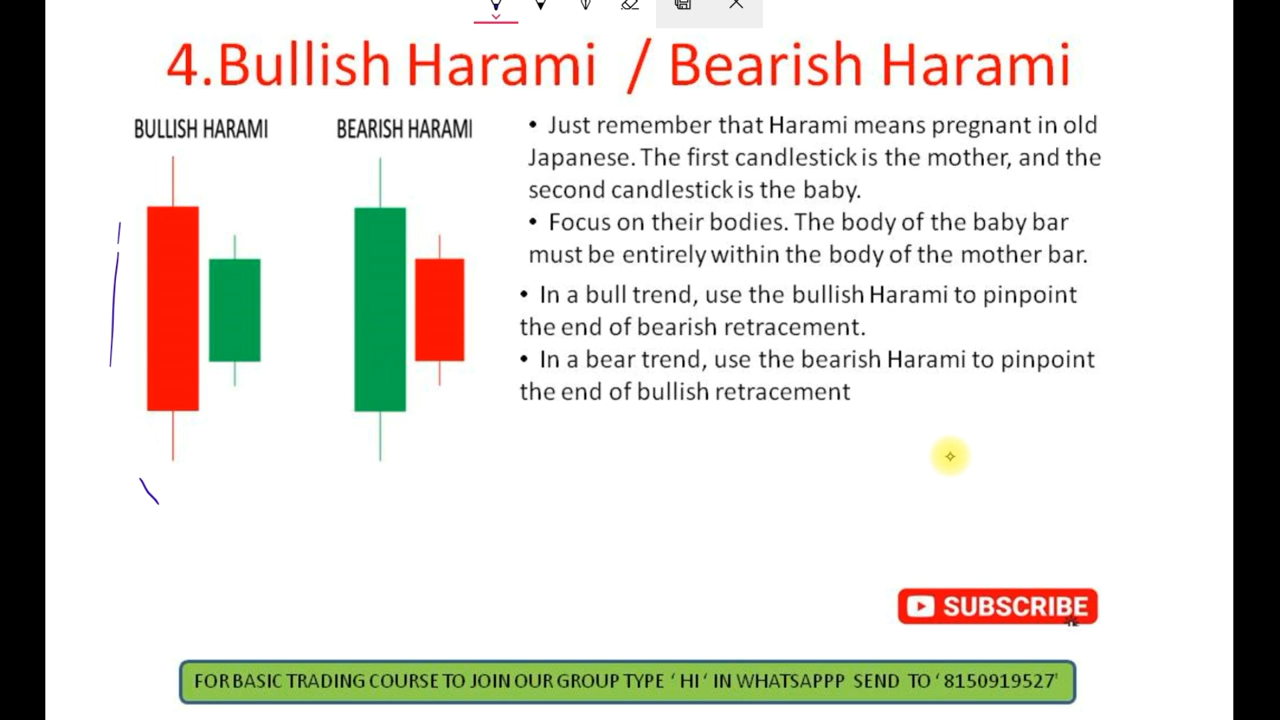 4.Bullish Harami / Bearish Harami
BULLISH HARAMI
BEARISH HARAMI
• Just remember that Harami means pregnant in old
Japanese. The first candlestick is the mother, and the
second candlestick is the baby.
• Focus on their bodies. The body of the baby bar
must be entirely within the body of the mother bar.
• In a bull trend, use the bullish Harami to pinpoint
the end of bearish retracement.
• In a bear trend, use the bearish Harami to pinpoint
the end of bullish retracement
SUBSCRIBE
FOR BASIC TRADING COURSE TO JOIN OUR GROUP TYPE ‘ HI ‘ IN WHATSAPPP SEND TO ‘ 8150919527’